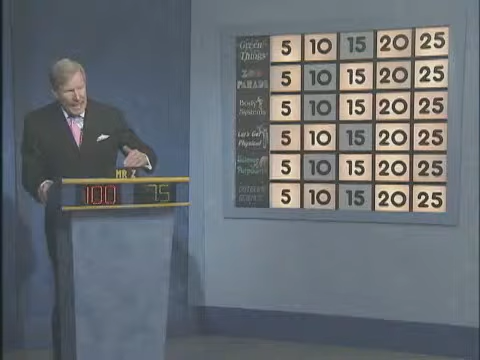 Green Things 5 10 15 20 25
ZOO PARADE 5 10 15 20 25
Body Systems 5 10 15 20 25
Let's Get Physical 5 10 15 20 25
5 10 15 20 25
5 10 15 20 25
MR Z
100 75